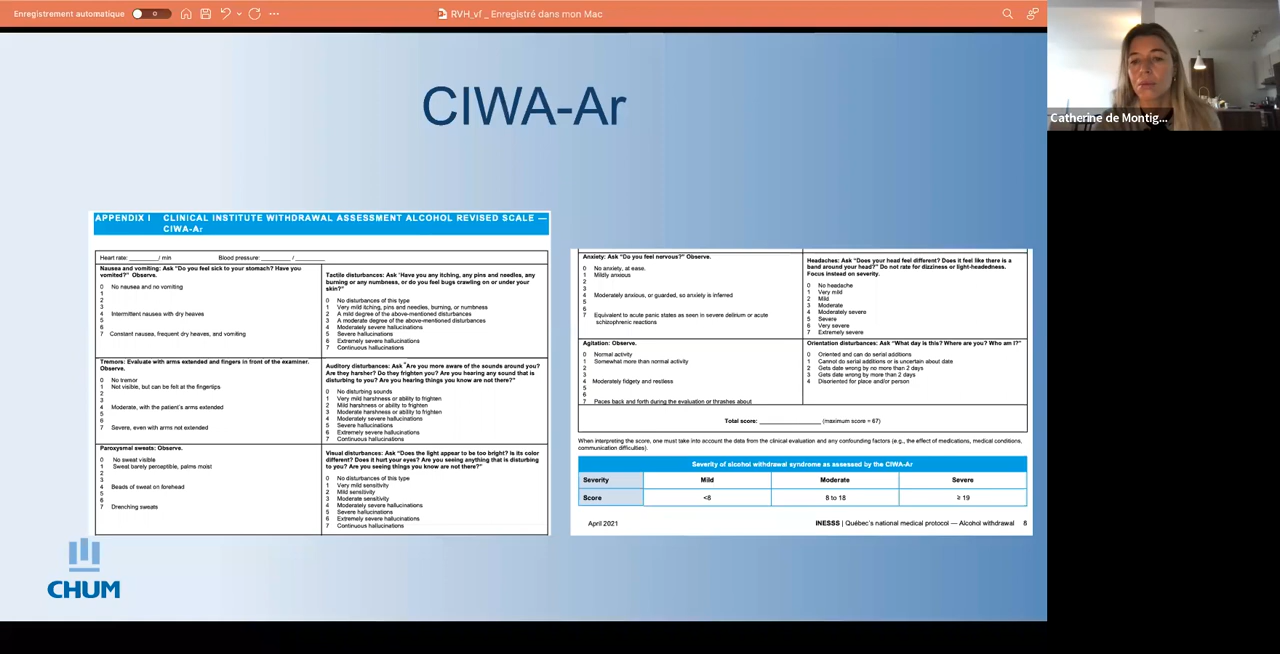 Enregistrement automatique
RVH_vf _ Enregistré dans mon Mac
Catherine de Montig...
CIWA-Ar
APPENDIX I CLINICAL INSTITUTE WITHDRAWAL ASSESSMENT ALCOHOL REVISED SCALE —
CIWA-Ar
Heart rate: ________/ min Blood pressure: ________ / ________
Nausea and vomiting: Ask "Do you feel sick to your stomach? Have you
vomited?" Observe.
0 No nausea and no vomiting
1
2
3
4 Intermittent nausea with dry heaves
5
6
7 Constant nausea, frequent dry heaves, and vomiting
Tactile disturbances: Ask "Have you any itching, any pins and needles, any
burning or any numbness, or do you feel bugs crawling on or under your
skin?"
0 No disturbances of this type
1 Very mild itching, pins and needles, burning, or numbness
2 A mild degree of the above-mentioned disturbances
3 A moderate degree of the above-mentioned disturbances
4 Moderately severe hallucinations
5 Severe hallucinations
6 Extremely severe hallucinations
7 Continuous hallucinations
Tremors: Evaluate with arms extended and fingers in front of the examiner.
Observe.
0 No tremor
1 Not visible, but can be felt at the fingertips
2
3
4 Moderate, with the patient's arms extended
5
6
7 Severe, even with arms not extended
Auditory disturbances: Ask "Are you more aware of the sounds around you?
Are they harsher? Do they frighten you? Are you hearing any sound that is
disturbing to you? Are you hearing things you know are not there?"
0 No disturbing sounds
1 Very mild harshness or ability to frighten
2 Mild harshness or ability to frighten
3 Moderate harshness or ability to frighten
4 Moderately severe hallucinations
5 Severe hallucinations
6 Extremely severe hallucinations
7 Continuous hallucinations
Paroxysmal sweats: Observe.
0 No sweat visible
1 Sweat barely perceptible, palms moist
2
3
4 Beads of sweat on forehead
5
6
7 Drenching sweats
Visual disturbances: Ask "Does the light appear to be too bright? Is its color
different? Does it hurt your eyes? Are you seeing anything that is disturbing
to you? Are you seeing things you know are not there?"
0 No disturbances of this type
1 Very mild sensitivity
2 Mild sensitivity
3 Moderate sensitivity
4 Moderately severe hallucinations
5 Severe hallucinations
6 Extremely severe hallucinations
7 Continuous hallucinations
Anxiety: Ask "Do you feel nervous?" Observe.
0 No anxiety, at ease.
1 Mildly anxious
2
3
4 Moderately anxious, or guarded, so anxiety is inferred
5
6
7 Equivalent to acute panic states as seen in severe delirium or acute
schizophrenic reactions
Headaches: Ask "Does your head feel different? Does it feel like there is a
band around your head?" Do not rate for dizziness or light-headedness.
Focus instead on severity.
0 No headache
1 Very mild
2 Mild
3 Moderate
4 Moderately severe
5 Severe
6 Very severe
7 Extremely severe
Agitation: Observe.
0 Normal activity
1 Somewhat more than normal activity
2
3
4 Moderately fidgety and restless
5
6
7 Paces back and forth during the evaluation or thrashes about
Orientation disturbances: Ask "What day is this? Where are you? Who am I?"
0 Oriented and can do serial additions
1 Cannot do serial additions or is uncertain about date
2 Gets date wrong by no more than 2 days
3 Gets date wrong by more than 2 days
4 Disoriented for place and/or person
Total score: ________________ (maximum score = 67)
When interpreting the score, one must take into account the data from the clinical evaluation and any confounding factors (e.g., the effect of medications, medical conditions,
communication difficulties).
Severity of alcohol withdrawal syndrome as assessed by the CIWA-Ar
Severity Mild Moderate Severe
Score <8 8 to 18 ≥ 19
April 2021 INESSS | Québec's national medical protocol — Alcohol withdrawal 8
CHUM